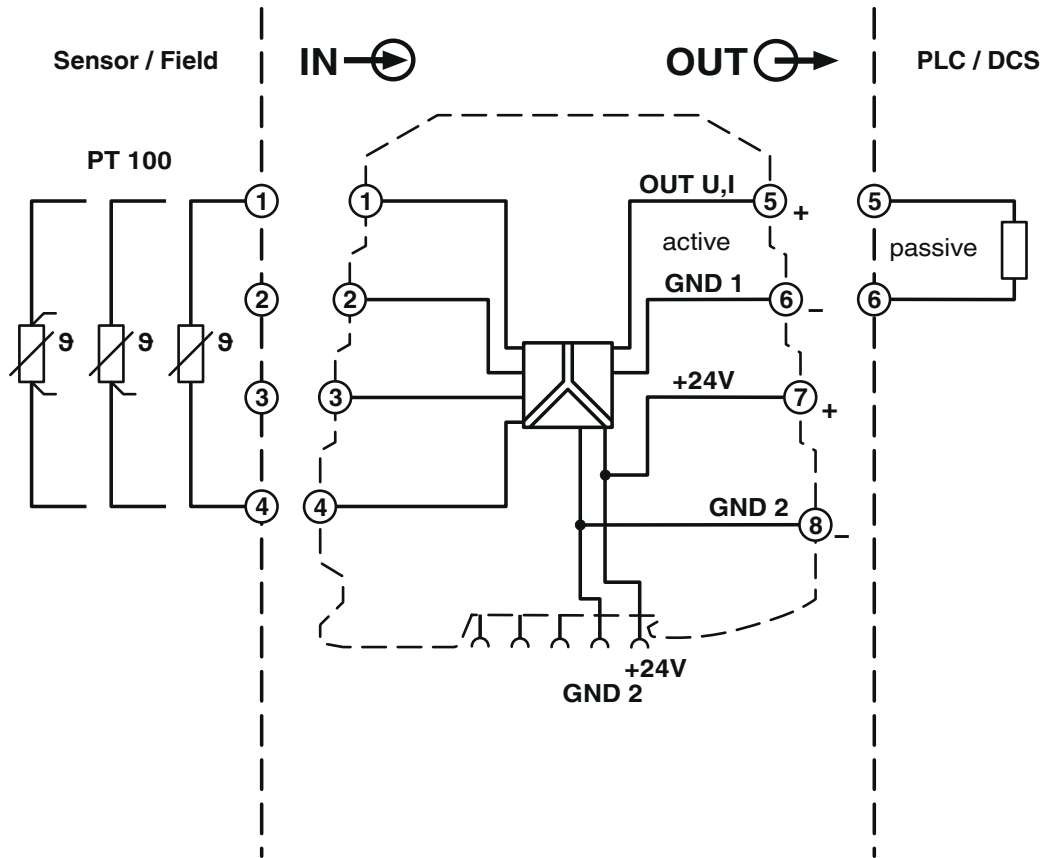 Sensor / Field
IN
OUT
PLC / DCS
PT 100
1
1
OUT U,I
5
+
5
active
passive
2
2
GND 1
6
–
6
ϑ
ϑ
ϑ
3
3
+24V
7
+
4
4
GND 2
8
–
+24V
GND 2